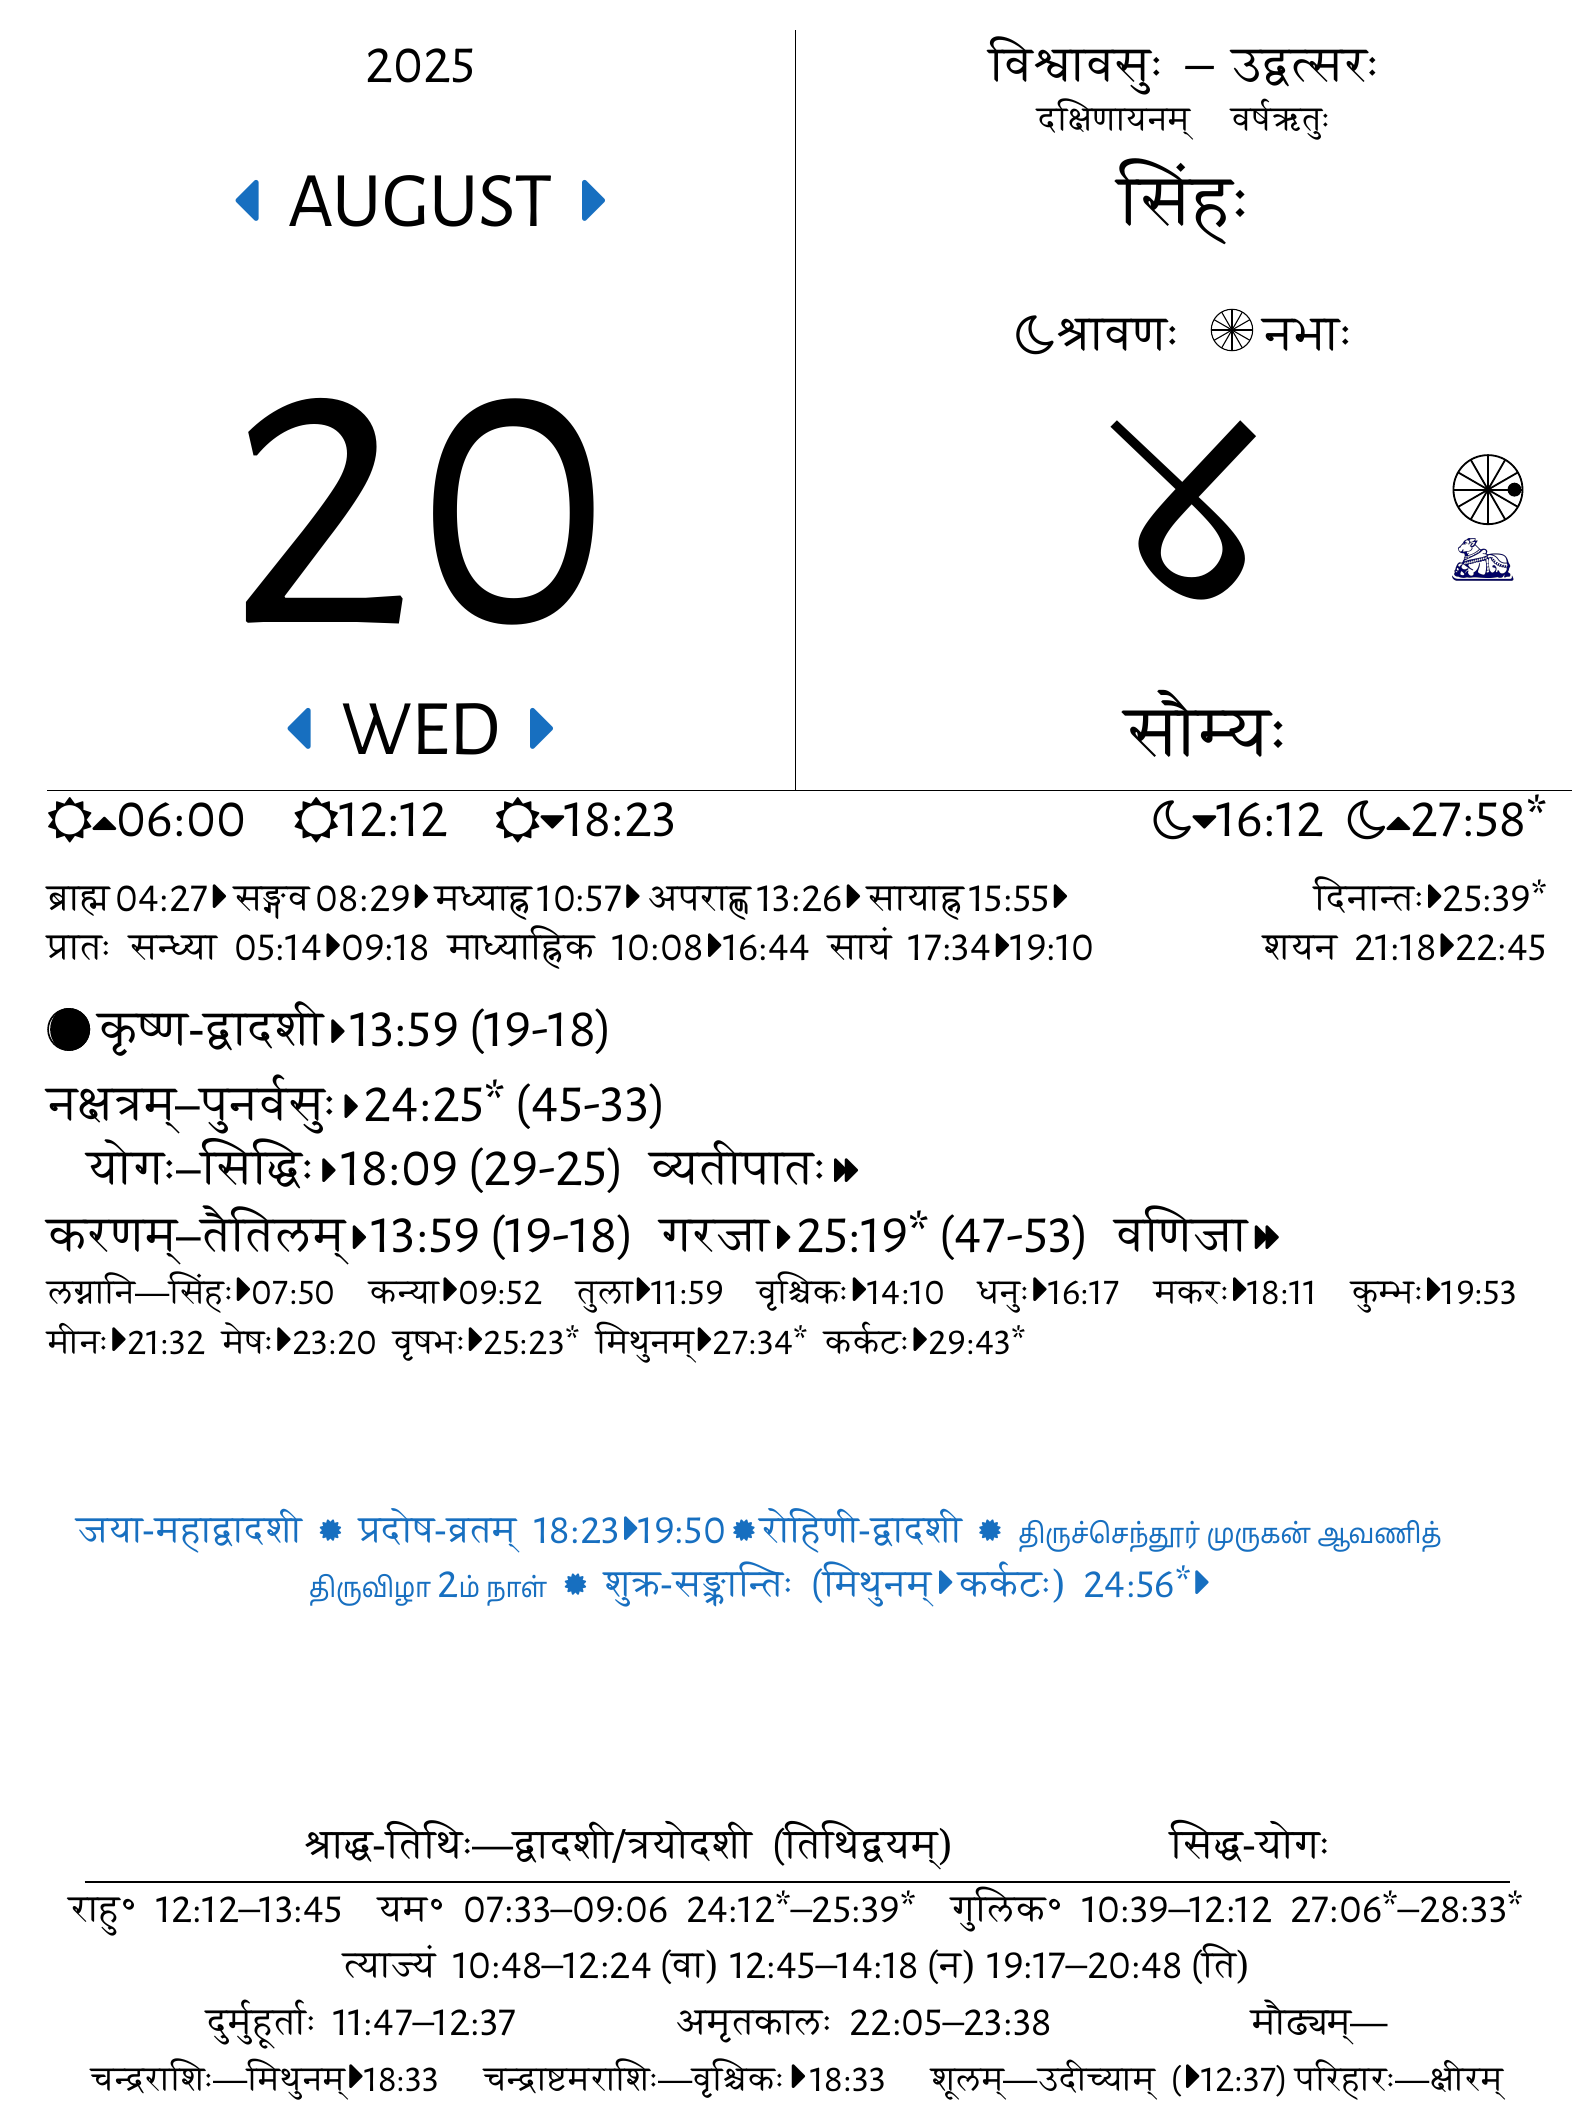 2025
AUGUST
20
WED
विश्वावसुः – उद्वत्सरः
दक्षिणायनम् वर्षऋतुः
सिंहः
श्रावणः नभाः
४
सौम्यः
06:00 12:12 18:23 16:12 27:58*
ब्राह्म 04:27 सङ्गव 08:29 मध्याह्न 10:57 अपराह्ण 13:26 सायाह्न 15:55 दिनान्तः 25:39*
प्रातः सन्ध्या 05:14 09:18 माध्याह्निक 10:08 16:44 सायं 17:34 19:10 शयन 21:18 22:45
कृष्ण-द्वादशी 13:59 (19-18)
नक्षत्रम्–पुनर्वसुः 24:25* (45-33)
योगः–सिद्धिः 18:09 (29-25) व्यतीपातः
करणम्–तैतिलम् 13:59 (19-18) गरजा 25:19* (47-53) वणिजा
लग्नानि—सिंहः 07:50 कन्या 09:52 तुला 11:59 वृश्चिकः 14:10 धनुः 16:17 मकरः 18:11 कुम्भः 19:53
मीनः 21:32 मेषः 23:20 वृषभः 25:23* मिथुनम् 27:34* कर्कटः 29:43*
जया-महाद्वादशी प्रदोष-व्रतम् 18:23 19:50 रोहिणी-द्वादशी திருச்செந்தூர் முருகன் ஆவணித்
திருவிழா 2ம் நாள் शुक्र-सङ्क्रान्तिः (मिथुनम् कर्कटः) 24:56*
श्राद्ध-तिथिः—द्वादशी/त्रयोदशी (तिथिद्वयम्) सिद्ध-योगः
राहु° 12:12–13:45 यम° 07:33–09:06 24:12*–25:39* गुलिक° 10:39–12:12 27:06*–28:33*
त्याज्यं 10:48–12:24 (वा) 12:45–14:18 (न) 19:17–20:48 (ति)
दुर्मुहूर्ताः 11:47–12:37 अमृतकालः 22:05–23:38 मौढ्यम्—
चन्द्रराशिः—मिथुनम् 18:33 चन्द्राष्टमराशिः—वृश्चिकः 18:33 शूलम्—उदीच्याम् ( 12:37) परिहारः—क्षीरम्